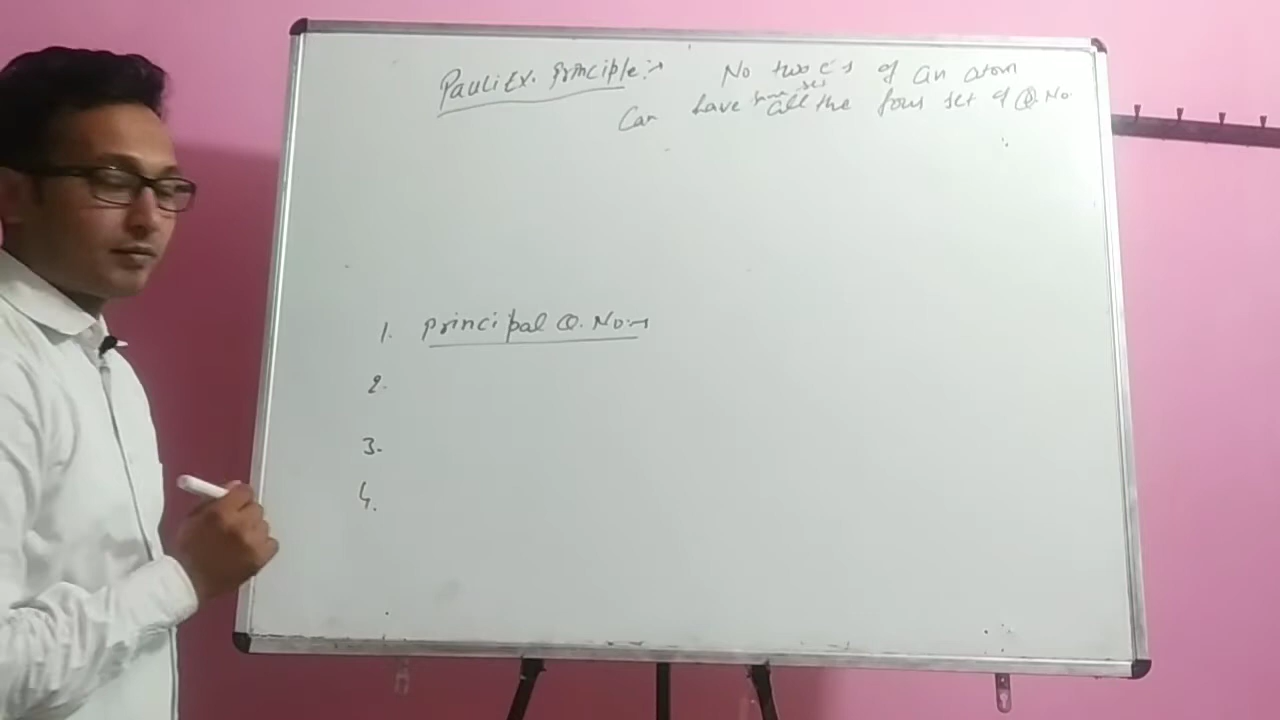 Pauli Ex. Principle:→ No two e's of an atom
same set
Can have all the four set of Q. No.
1. Principal Q. No:→
2.
3.
4.